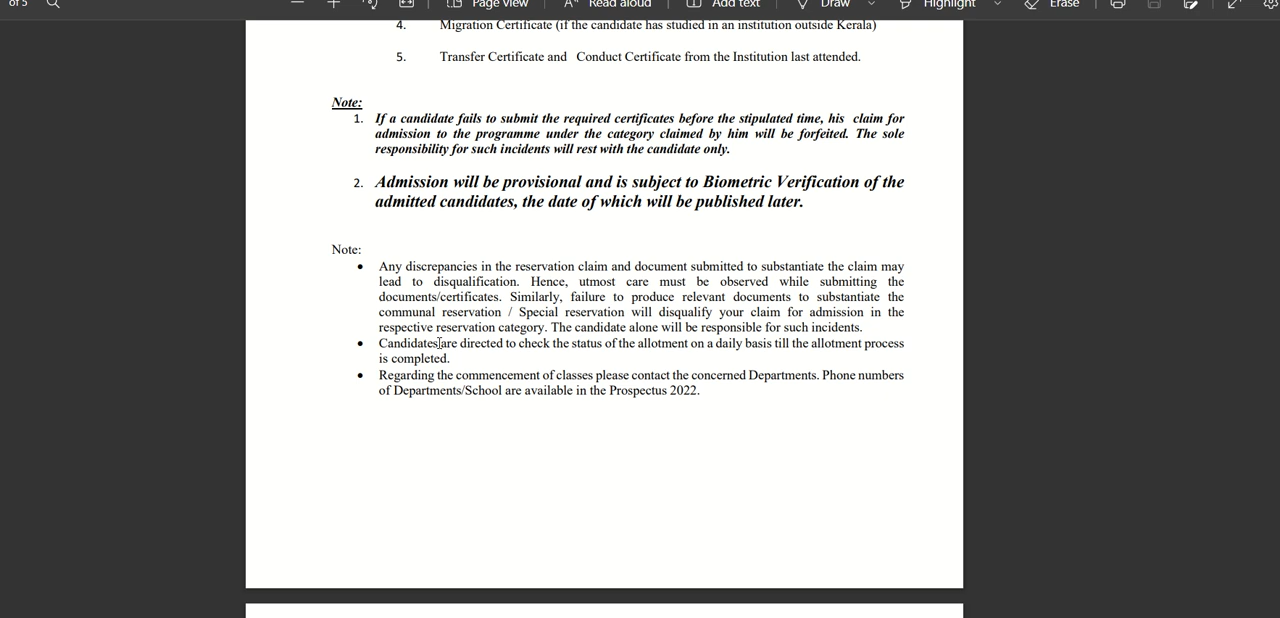 of 5
Page view
Read aloud
Add text
Draw
Highlight
Erase
4. Migration Certificate (if the candidate has studied in an institution outside Kerala)
5. Transfer Certificate and Conduct Certificate from the Institution last attended.
Note:
1. If a candidate fails to submit the required certificates before the stipulated time, his claim for
admission to the programme under the category claimed by him will be forfeited. The sole
responsibility for such incidents will rest with the candidate only.
2. Admission will be provisional and is subject to Biometric Verification of the
admitted candidates, the date of which will be published later.
Note:
• Any discrepancies in the reservation claim and document submitted to substantiate the claim may
lead to disqualification. Hence, utmost care must be observed while submitting the
documents/certificates. Similarly, failure to produce relevant documents to substantiate the
communal reservation / Special reservation will disqualify your claim for admission in the
respective reservation category. The candidate alone will be responsible for such incidents.
• Candidates are directed to check the status of the allotment on a daily basis till the allotment process
is completed.
• Regarding the commencement of classes please contact the concerned Departments. Phone numbers
of Departments/School are available in the Prospectus 2022.